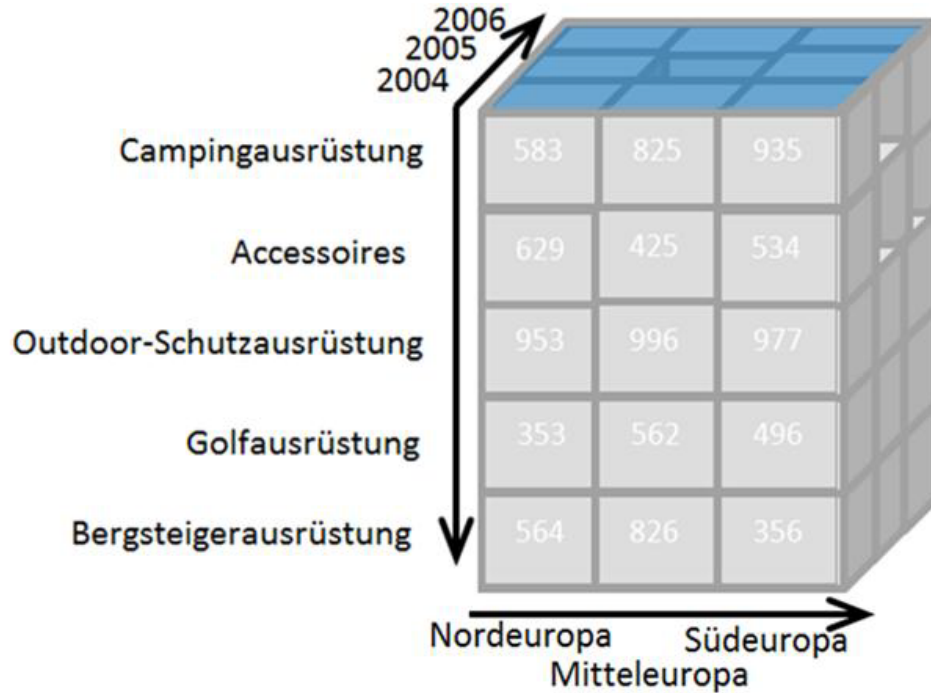 2006
2005
2004
Campingausrüstung 583 825 935
Accessoires 629 425 534
Outdoor-Schutzausrüstung 953 996 977
Golfausrüstung 353 562 496
Bergsteigerausrüstung 564 826 356
Nordeuropa Südeuropa
Mitteleuropa